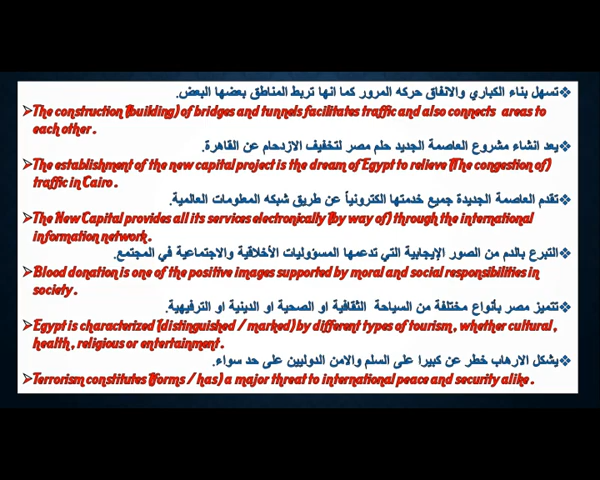 ❖تسهل بناء الكباري والانفاق حركه المرور كما انها تربط المناطق بعضها البعض.
➢The construction (building) of bridges and tunnels facilitates traffic and also connects areas to
each other.
❖يعد انشاء مشروع العاصمة الجديد حلم مصر لتخفيف الازدحام عن القاهرة.
➢The establishment of the new capital project is the dream of Egypt to relieve (The congestion of)
traffic in Cairo.
❖تقدم العاصمة الجديدة جميع خدمتها الكترونياً عن طريق شبكه المعلومات العالمية.
➢The New Capital provides all its services electronically (by way of) through the international
information network.
❖التبرع بالدم من الصور الإيجابية التي تدعمها المسؤوليات الأخلاقية والاجتماعية في المجتمع.
➢Blood donation is one of the positive images supported by moral and social responsibilities in
society.
❖تتميز مصر بأنواع مختلفة من السياحة الثقافية او الصحية او الدينية او الترفيهية.
➢Egypt is characterized (distinguished / marked) by different types of tourism, whether cultural,
health, religious or entertainment.
❖يشكل الارهاب خطر عن كبيرا على السلم والامن الدوليين على حد سواء.
➢Terrorism constitutes (forms / has) a major threat to international peace and security alike.